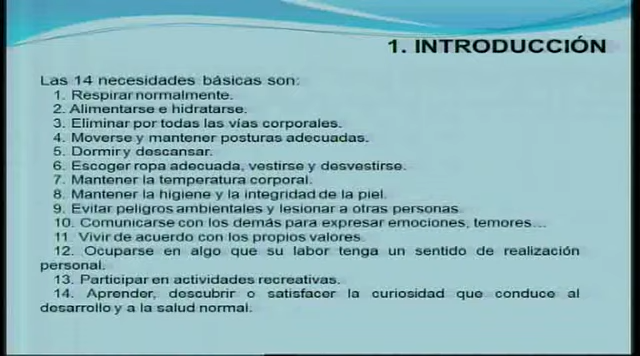 1. INTRODUCCIÓN
Las 14 necesidades básicas son:
1. Respirar normalmente.
2. Alimentarse e hidratarse.
3. Eliminar por todas las vías corporales.
4. Moverse y mantener posturas adecuadas.
5. Dormir y descansar.
6. Escoger ropa adecuada, vestirse y desvestirse.
7. Mantener la temperatura corporal.
8. Mantener la higiene y la integridad de la piel.
9. Evitar peligros ambientales y lesionar a otras personas.
10. Comunicarse con los demás para expresar emociones, temores...
11. Vivir de acuerdo con los propios valores.
12. Ocuparse en algo que su labor tenga un sentido de realización
personal.
13. Participar en actividades recreativas.
14. Aprender, descubrir o satisfacer la curiosidad que conduce al
desarrollo y a la salud normal.